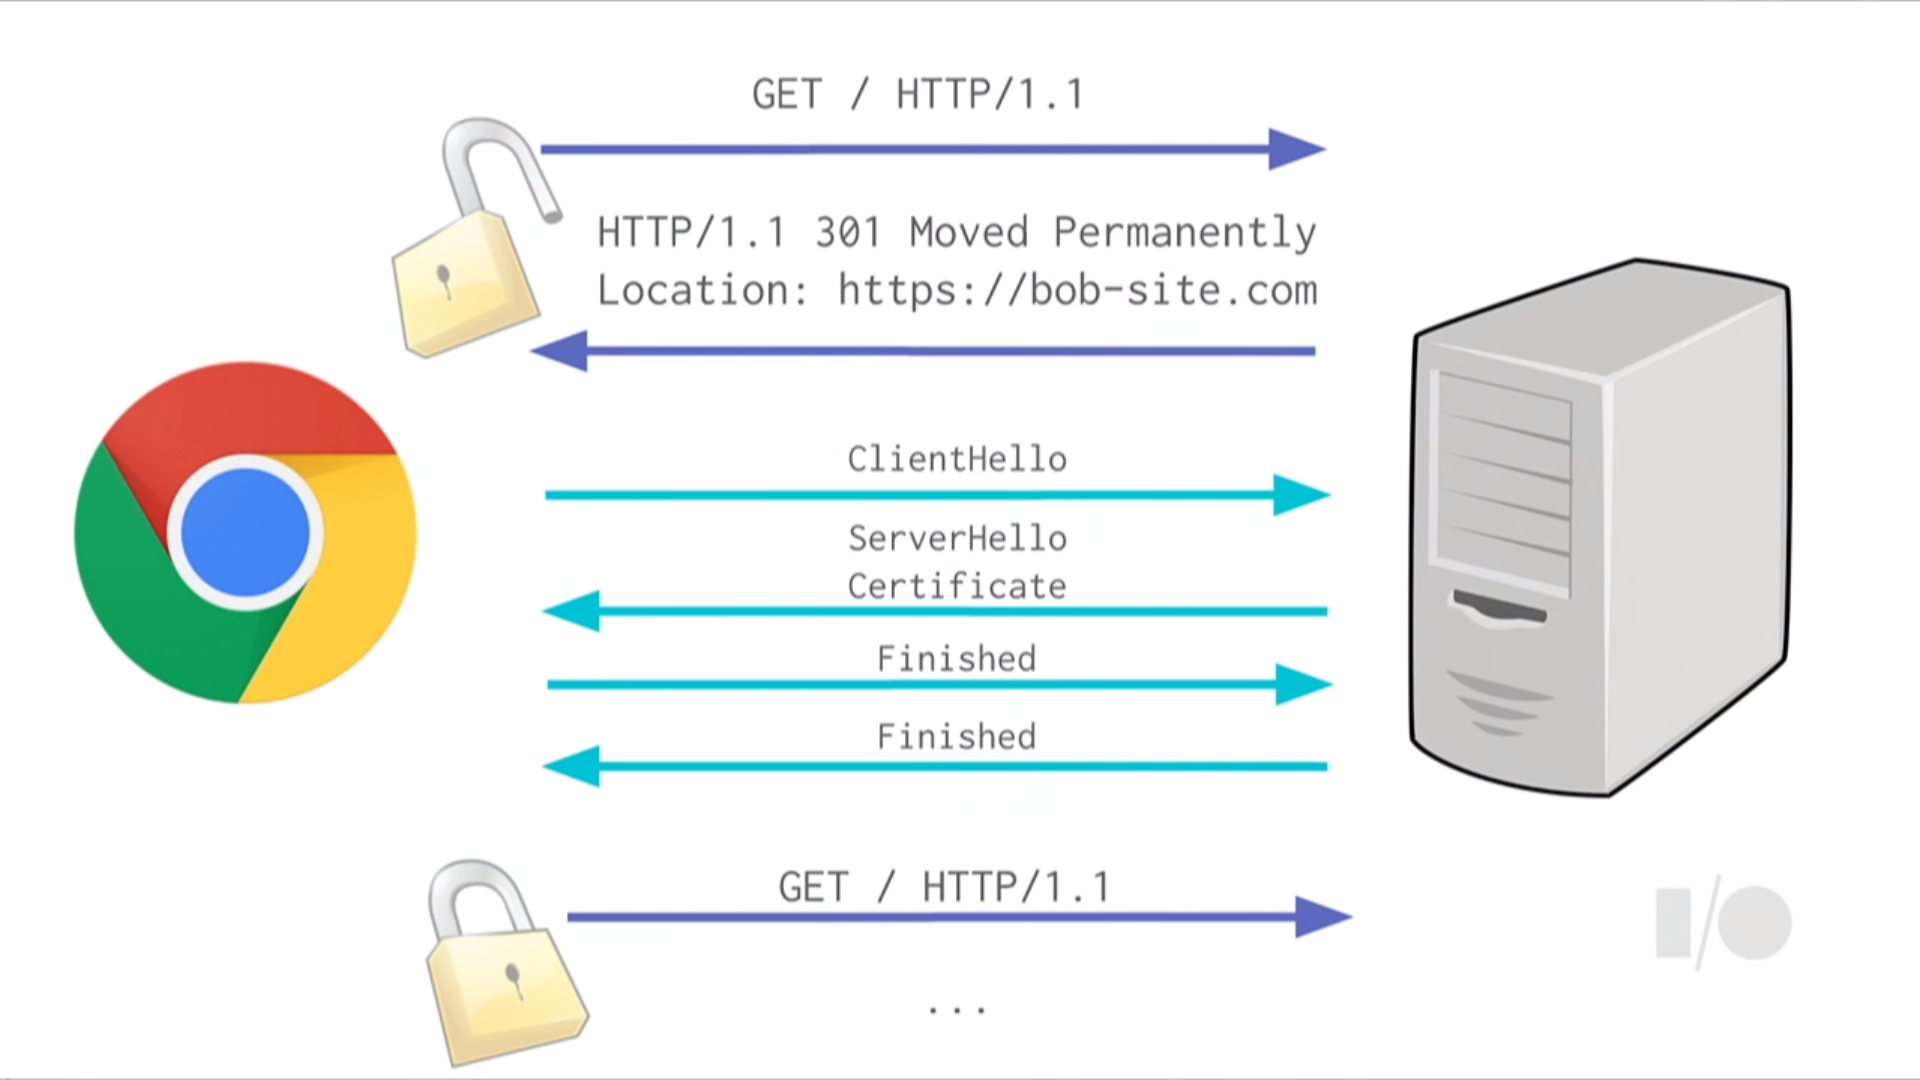 GET / HTTP/1.1
HTTP/1.1 301 Moved Permanently
Location: https://bob-site.com
ClientHello
ServerHello
Certificate
Finished
Finished
GET / HTTP/1.1
...
I/O